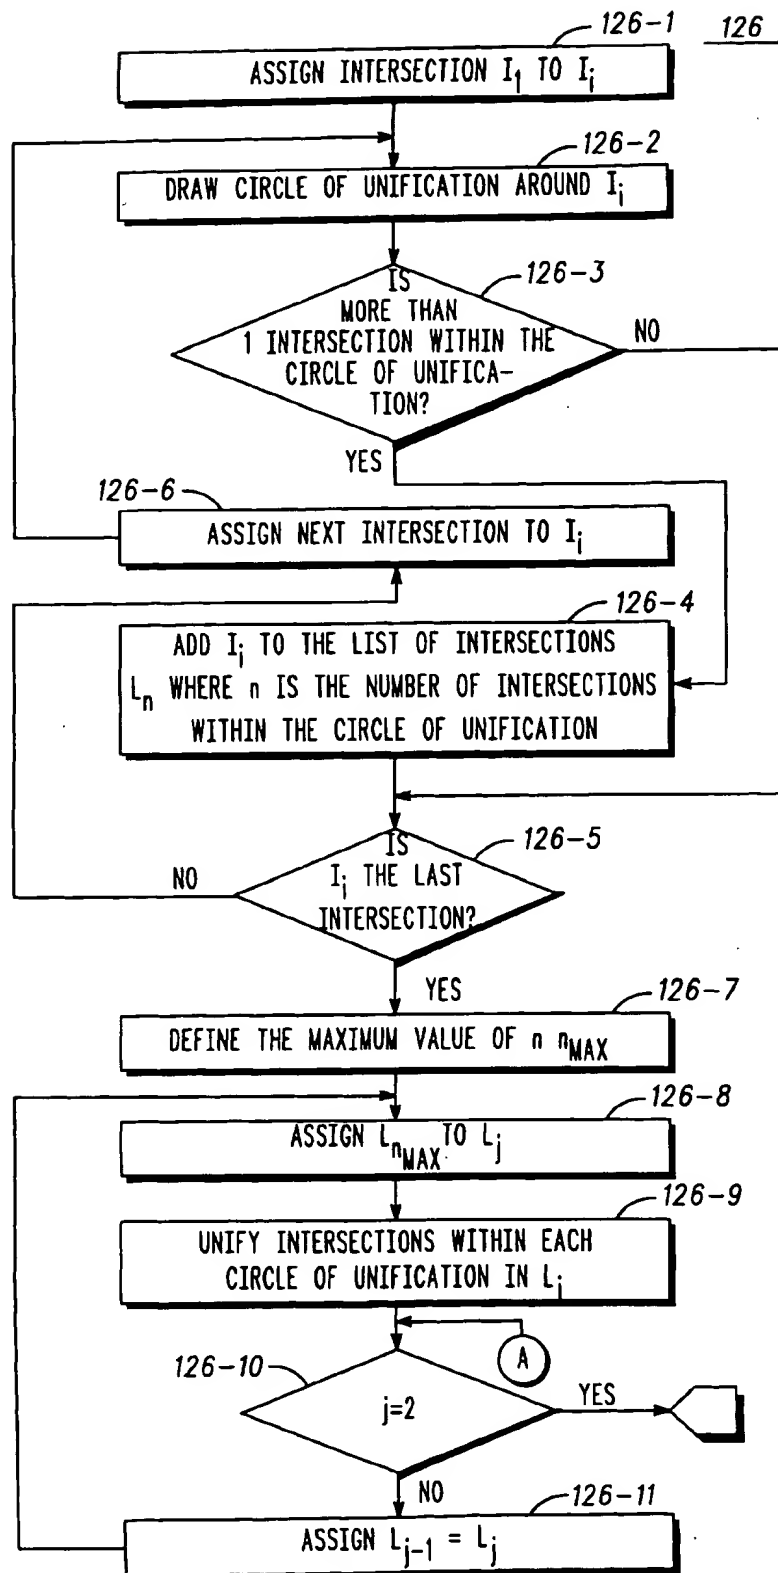 126-1
126
ASSIGN INTERSECTION I1 TO Ii
126-2
DRAW CIRCLE OF UNIFICATION AROUND Ii
126-3
IS
MORE THAN
1 INTERSECTION WITHIN THE
CIRCLE OF UNIFICA-
TION?
NO
YES
126-6
ASSIGN NEXT INTERSECTION TO Ii
126-4
ADD Ii TO THE LIST OF INTERSECTIONS
Ln WHERE n IS THE NUMBER OF INTERSECTIONS
WITHIN THE CIRCLE OF UNIFICATION
126-5
IS
Ii THE LAST
INTERSECTION?
NO
YES
126-7
DEFINE THE MAXIMUM VALUE OF n nMAX
126-8
ASSIGN LnMAX TO Lj
126-9
UNIFY INTERSECTIONS WITHIN EACH
CIRCLE OF UNIFICATION IN Lj
A
126-10
j=2
YES
NO
126-11
ASSIGN Lj-1 = Lj